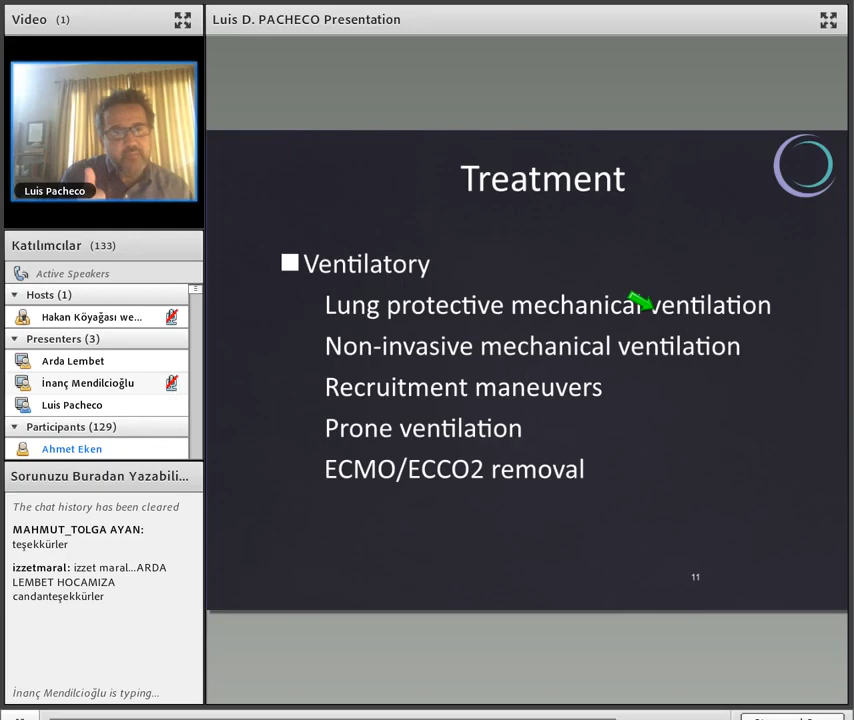 Video (1)
Luis Pacheco
Katılımcılar (133)
Active Speakers
Hosts (1)
Hakan Köyağası we...
Presenters (3)
Arda Lembet
İnanç Mendilcioğlu
Luis Pacheco
Participants (129)
Ahmet Eken
Sorunuzu Buradan Yazabili...
The chat history has been cleared
MAHMUT_TOLGA AYAN:
teşekkürler
izzetmaral: izzet maral...ARDA
LEMBET HOCAMIZA
candanteşekkürler
İnanç Mendilcioğlu is typing...
Luis D. PACHECO Presentation
Treatment
Ventilatory
Lung protective mechanical ventilation
Non-invasive mechanical ventilation
Recruitment maneuvers
Prone ventilation
ECMO/ECCO2 removal
11